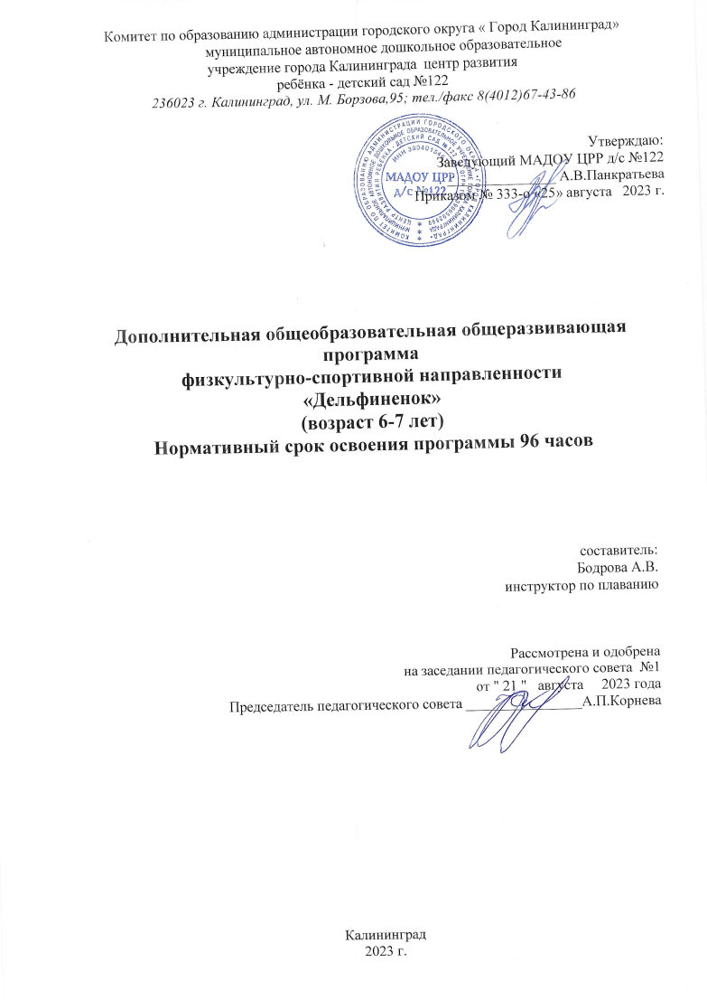 Комитет по образованию администрации городского округа « Город Калининград»
муниципальное автономное дошкольное образовательное
учреждение города Калининграда центр развития
ребёнка - детский сад №122
236023 г. Калининград, ул. М. Борзова,95; тел./факс 8(4012)67-43-86
Утверждаю:
Заведующий МАДОУ ЦРР д/с №122
А.В.Панкратьева
Приказом № 333-о «25» августа 2023 г.
МАДОУ ЦРР
д/с №122
Дополнительная общеобразовательная общеразвивающая
программа
физкультурно-спортивной направленности
«Дельфиненок»
(возраст 6-7 лет)
Нормативный срок освоения программы 96 часов
составитель:
Бодрова А.В.
инструктор по плаванию
Рассмотрена и одобрена
на заседании педагогического совета №1
от " 21 " августа 2023 года
Председатель педагогического совета ________________А.П.Корнева
Калининград
2023 г.